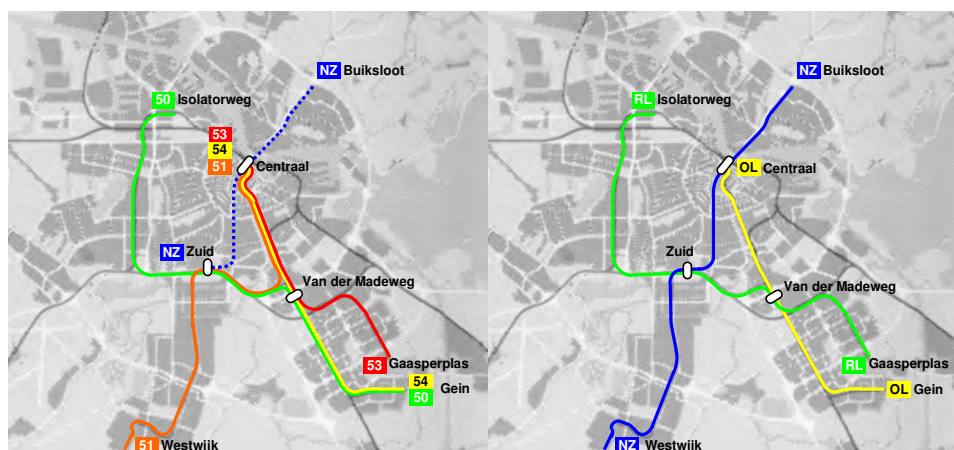 NZ Buiksloot
50 Isolatorweg
53
54
51
Centraal
NZ Zuid
Van der Madeweg
53 Gaasperplas
54
50
Gein
51 Westwijk
NZ Buiksloot
RL Isolatorweg
OL Centraal
Zuid
Van der Madeweg
RL Gaasperplas
OL Gein
NZ Westwijk